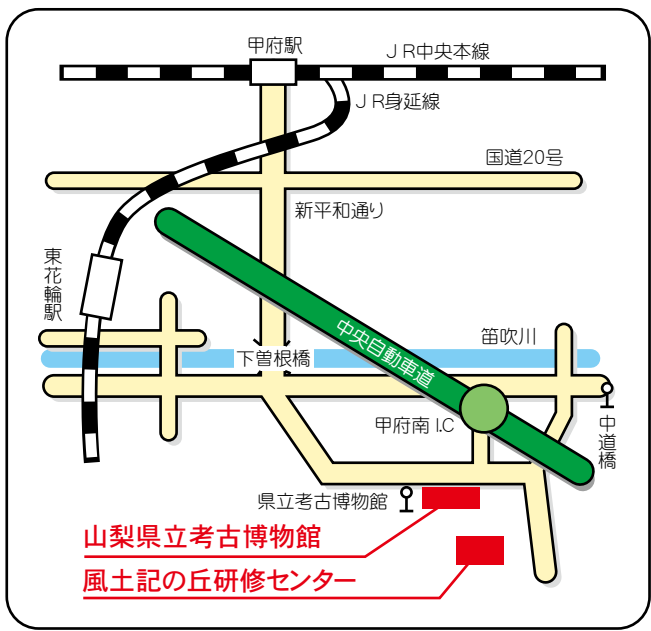 甲府駅
JR中央本線
JR身延線
国道20号
新平和通り
東花輪駅
中央自動車道
笛吹川
下曽根橋
甲府南 I.C
中道橋
県立考古博物館
山梨県立考古博物館
風土記の丘研修センター